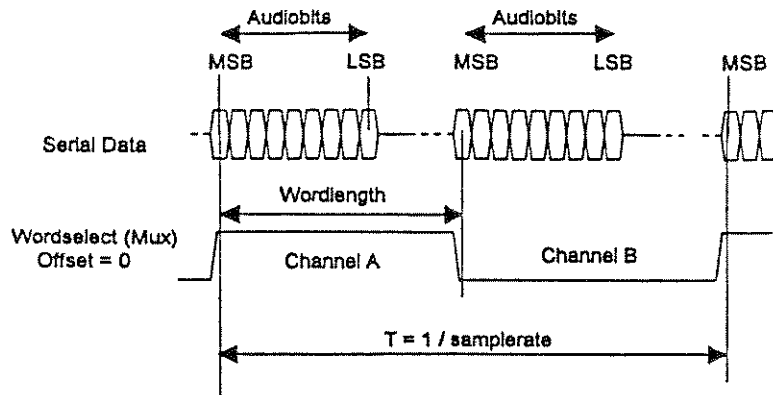 Audiobits Audiobits
MSB LSB MSB LSB MSB
Serial Data
Wordlength
Wordselect (Mux)
Offset = 0
Channel A Channel B
T = 1 / samplerate